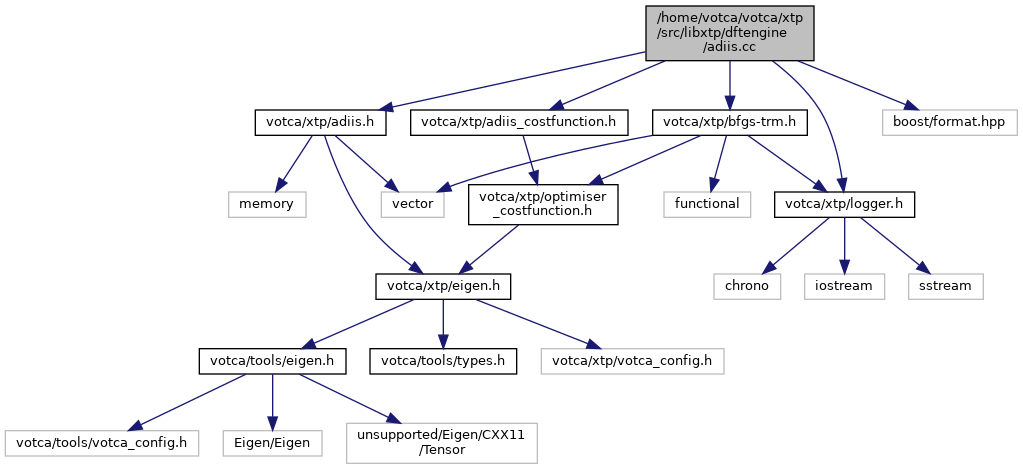 /home/votca/votca/xtp
/src/libxtp/dftengine
/adiis.cc
votca/xtp/adiis.h
votca/xtp/adiis_costfunction.h
votca/xtp/bfgs-trm.h
boost/format.hpp
memory
vector
votca/xtp/optimiser
_costfunction.h
functional
votca/xtp/logger.h
votca/xtp/eigen.h
chrono
iostream
sstream
votca/tools/eigen.h
votca/tools/types.h
votca/xtp/votca_config.h
votca/tools/votca_config.h
Eigen/Eigen
unsupported/Eigen/CXX11
/Tensor